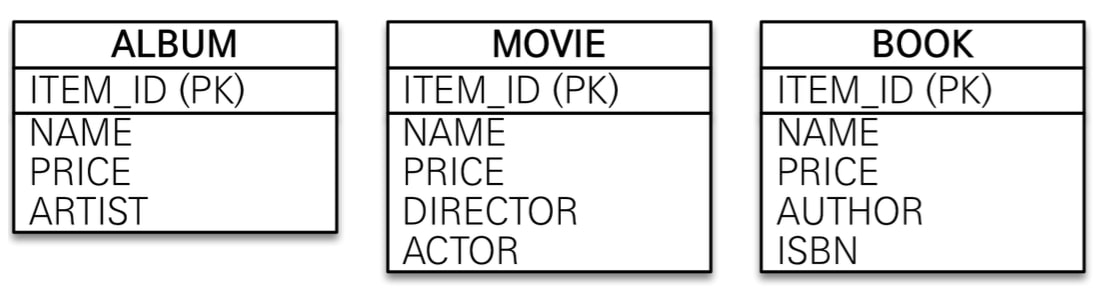 ALBUM
ITEM_ID (PK)
NAME
PRICE
ARTIST
MOVIE
ITEM_ID (PK)
NAME
PRICE
DIRECTOR
ACTOR
BOOK
ITEM_ID (PK)
NAME
PRICE
AUTHOR
ISBN